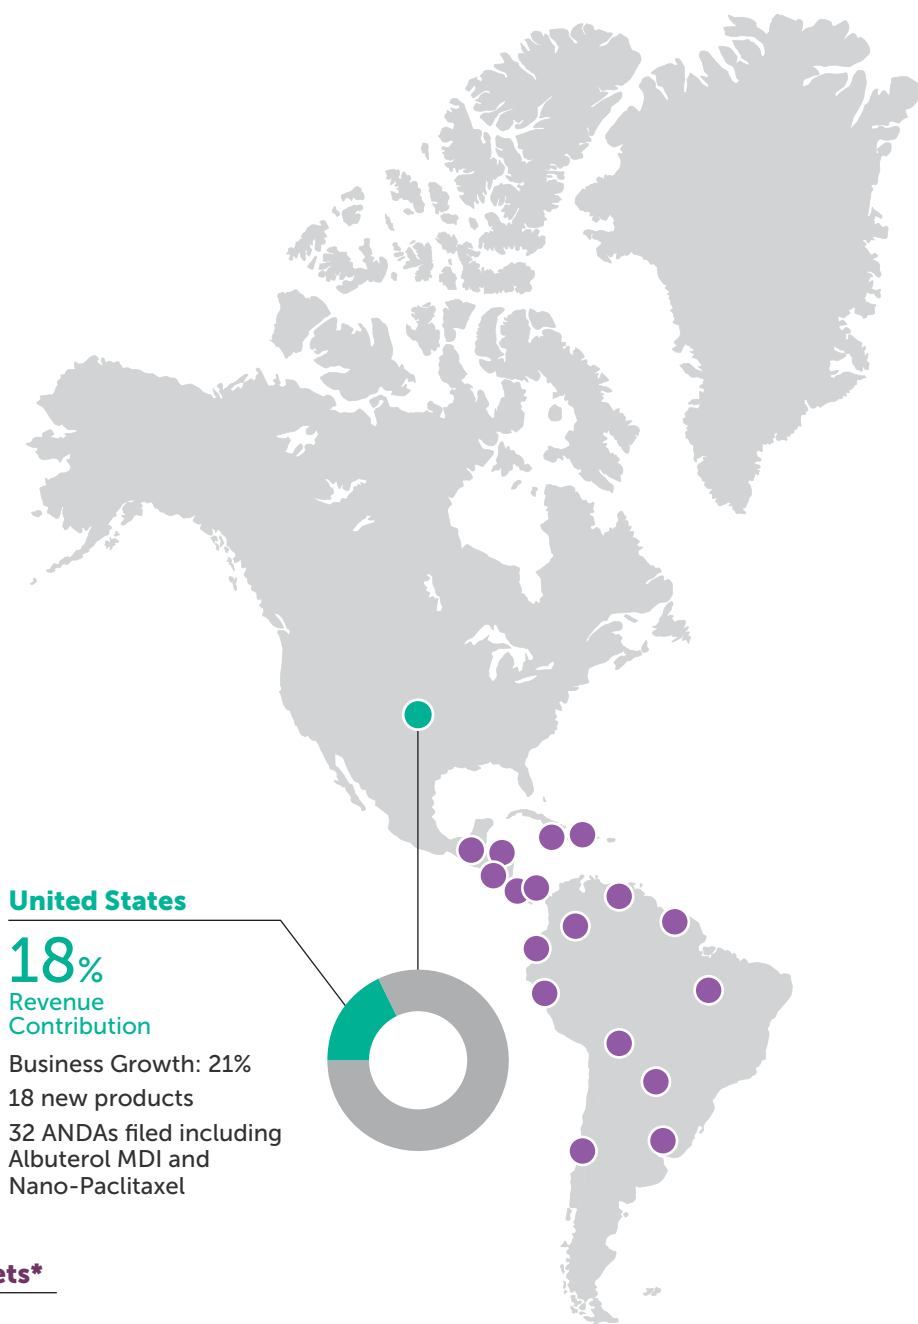 United States
18%
Revenue
Contribution
Business Growth: 21%
18 new products
32 ANDAs filed including
Albuterol MDI and
Nano-Paclitaxel
ets*